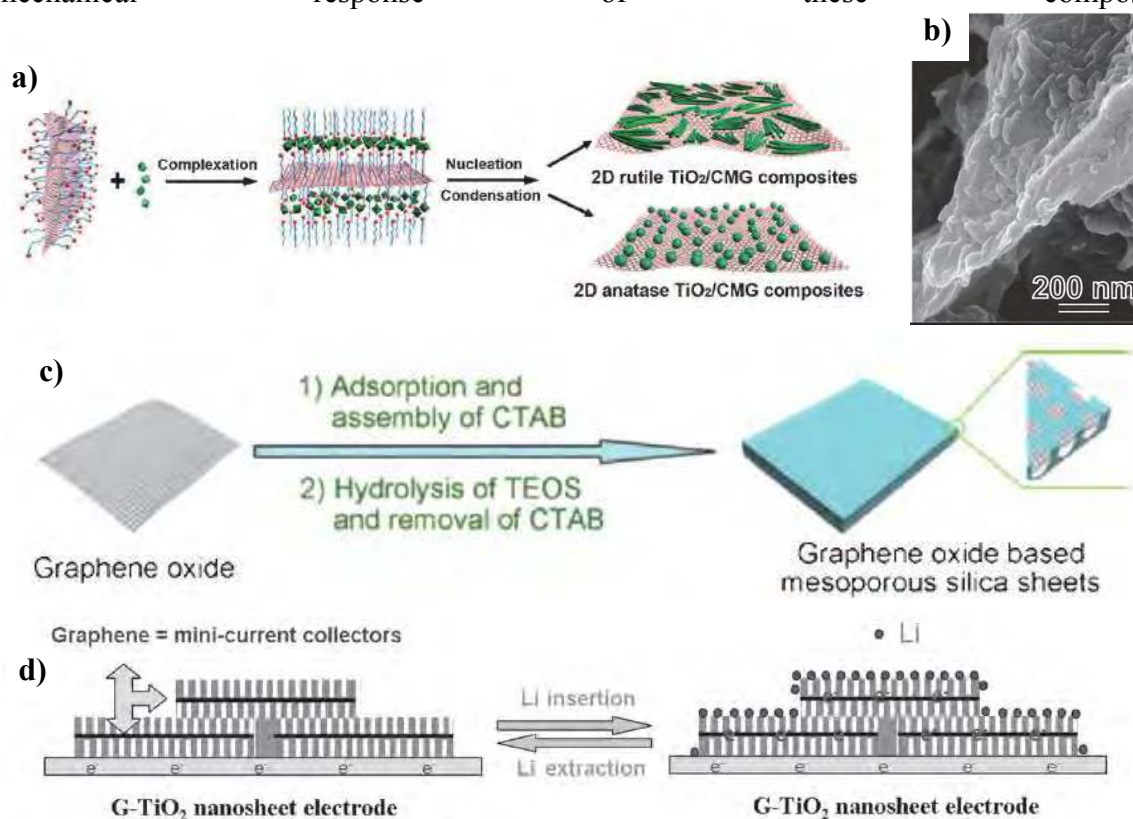 mechanical response of these
a)
b)
+
Complexation
Nucleation
Condensation
2D rutile TiO₂/CMG composites
2D anatase TiO₂/CMG composites
200 nm
c)
1) Adsorption and
assembly of CTAB
2) Hydrolysis of TEOS
and removal of CTAB
Graphene oxide
Graphene oxide based
mesoporous silica sheets
Graphene = mini-current collectors
Li
d)
Li insertion
Li extraction
e⁻ e⁻ e⁻ e⁻ e⁻
e⁻ e⁻ e⁻ e⁻ e⁻
G-TiO₂ nanosheet electrode
G-TiO₂ nanosheet electrode